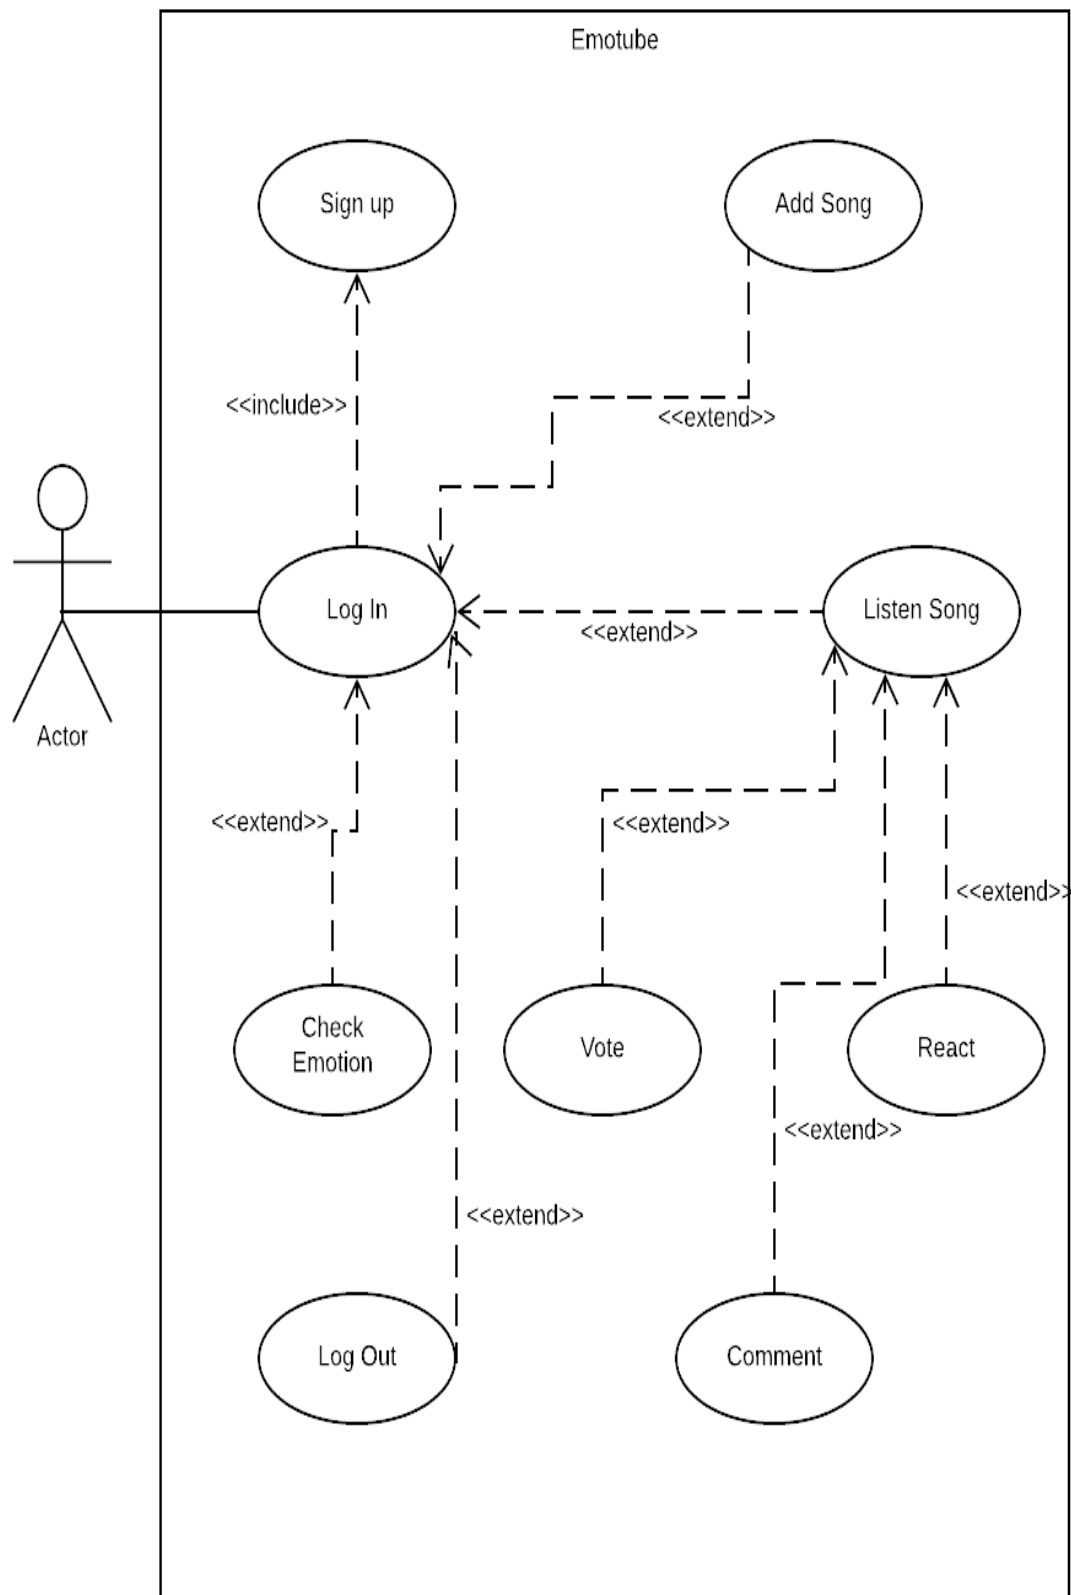 Emotube
Sign up
Add Song
<<include>>
<<extend>>
Log In
Listen Song
<<extend>>
Actor
<<extend>>
<<extend>>
<<extend>>
Check
Emotion
Vote
React
<<extend>>
<<extend>>
Log Out
Comment